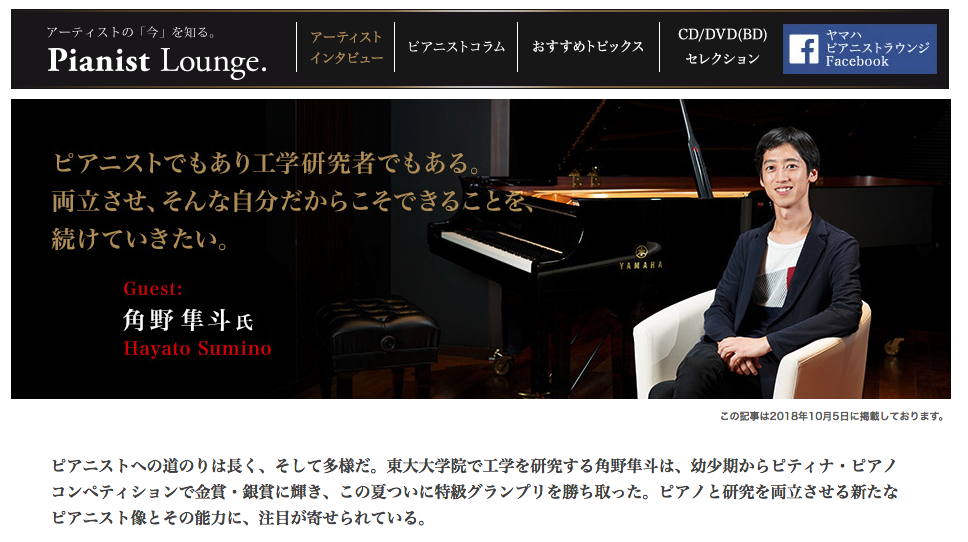 アーティストの「今」を知る。
Pianist Lounge.
アーティスト
インタビュー
ピアニストコラム
おすすめトピックス
CD/DVD(BD)
セレクション
ヤマハ
ピアニストラウンジ
Facebook
ピアニストでもあり工学研究者でもある。
両立させ、そんな自分だからこそできることを、
続けていきたい。
YAMAHA
Guest:
角野 隼斗 氏
Hayato Sumino
この記事は2018年10月5日に掲載しております。
ピアニストへの道のりは長く、そして多様だ。東大大学院で工学を研究する角野隼斗は、幼少期からピティナ・ピアノ
コンペティションで金賞・銀賞に輝き、この夏ついに特級グランプリを勝ち取った。ピアノと研究を両立させる新たな
ピアニスト像とその能力に、注目が寄せられている。